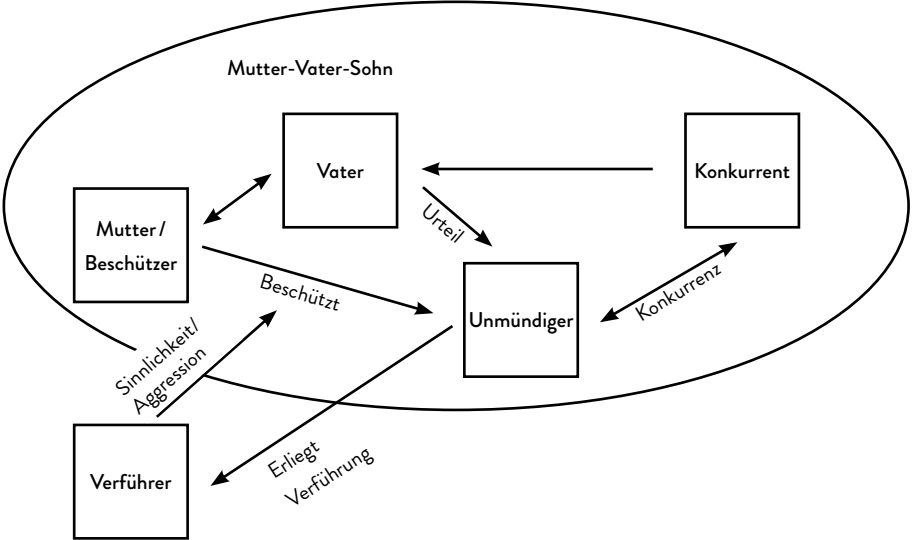 Mutter-Vater-Sohn
Vater
Konkurrent
Mutter/
Beschützer
Urteil
Beschützt
Konkurrenz
Unmündiger
Sinnlichkeit/
Aggression
Verführer
Erliegt
Verführung